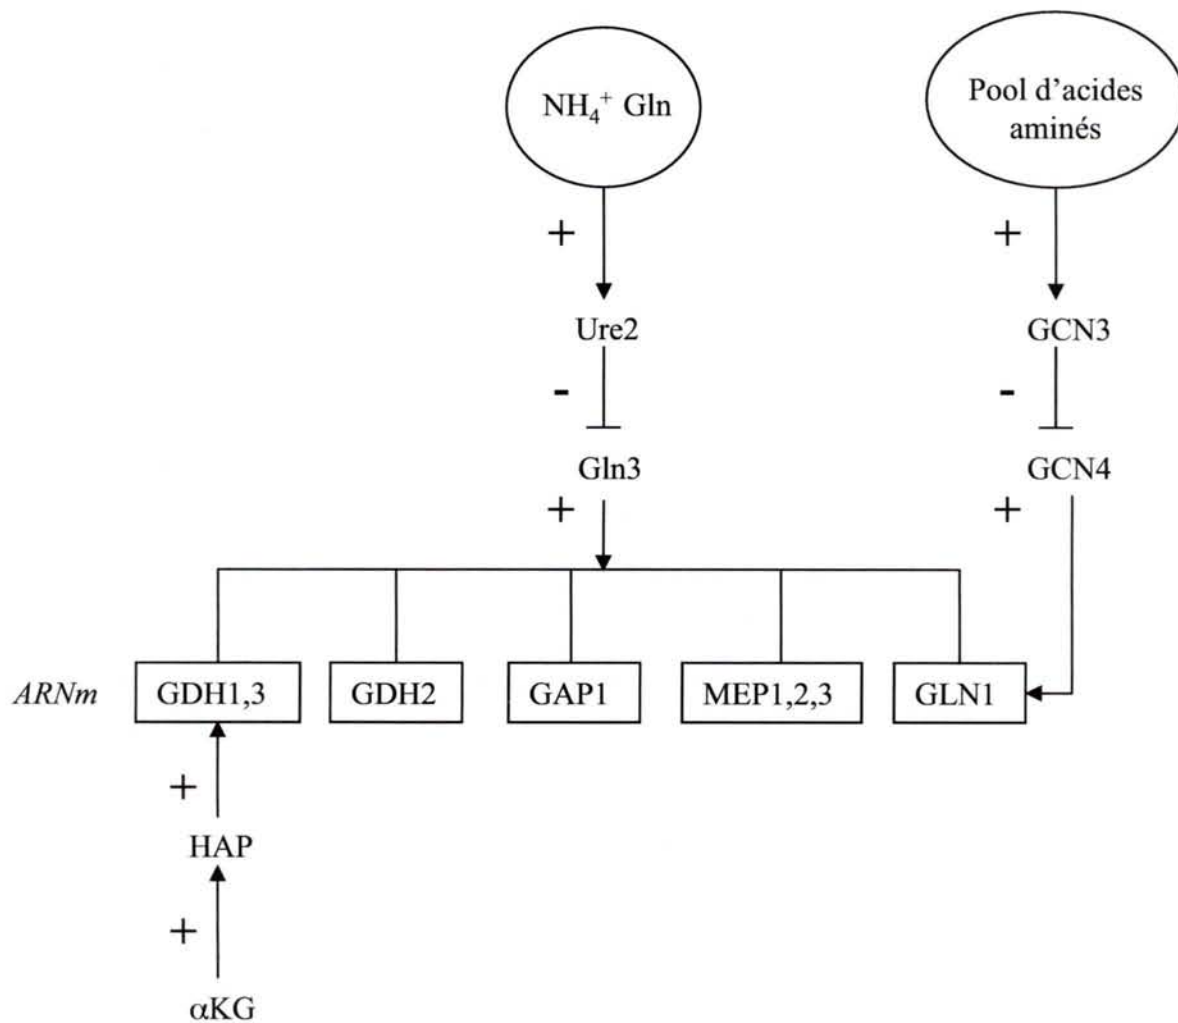 NH₄⁺ Gln
Pool d'acides
aminés
+
+
Ure2
GCN3
-
-
Gln3
GCN4
+
+
ARNm
GDH1,3
GDH2
GAP1
MEP1,2,3
GLN1
+
HAP
+
αKG